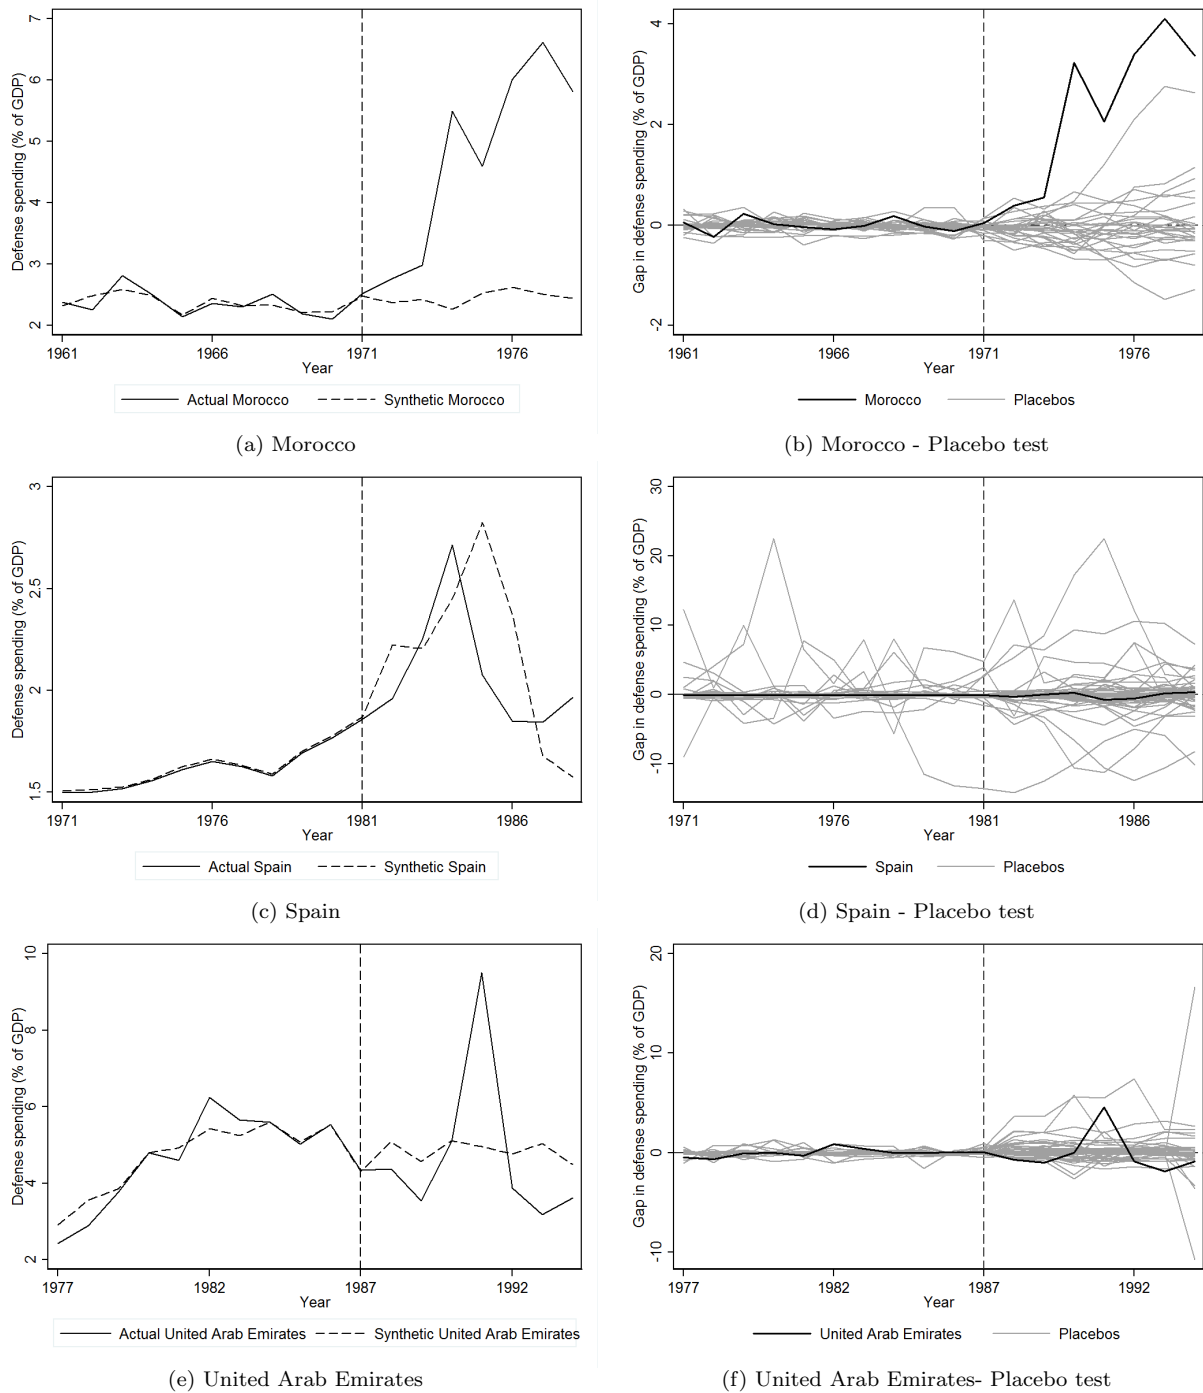 Defense spending (% of GDP)
7
6
5
4
3
2
1961 1966 1971 1976
Year
Actual Morocco Synthetic Morocco
(a) Morocco
Gap in defense spending (% of GDP)
4
2
0
-2
1961 1966 1971 1976
Year
Morocco Placebos
(b) Morocco - Placebo test
Defense spending (% of GDP)
3
2.5
2
1.5
1971 1976 1981 1986
Year
Actual Spain Synthetic Spain
(c) Spain
Gap in defense spending (% of GDP)
30
20
10
0
-10
1971 1976 1981 1986
Year
Spain Placebos
(d) Spain - Placebo test
Defense spending (% of GDP)
10
8
6
4
2
1977 1982 1987 1992
Year
Actual United Arab Emirates Synthetic United Arab Emirates
(e) United Arab Emirates
Gap in defense spending (% of GDP)
20
10
0
-10
1977 1982 1987 1992
Year
United Arab Emirates Placebos
(f) United Arab Emirates- Placebo test